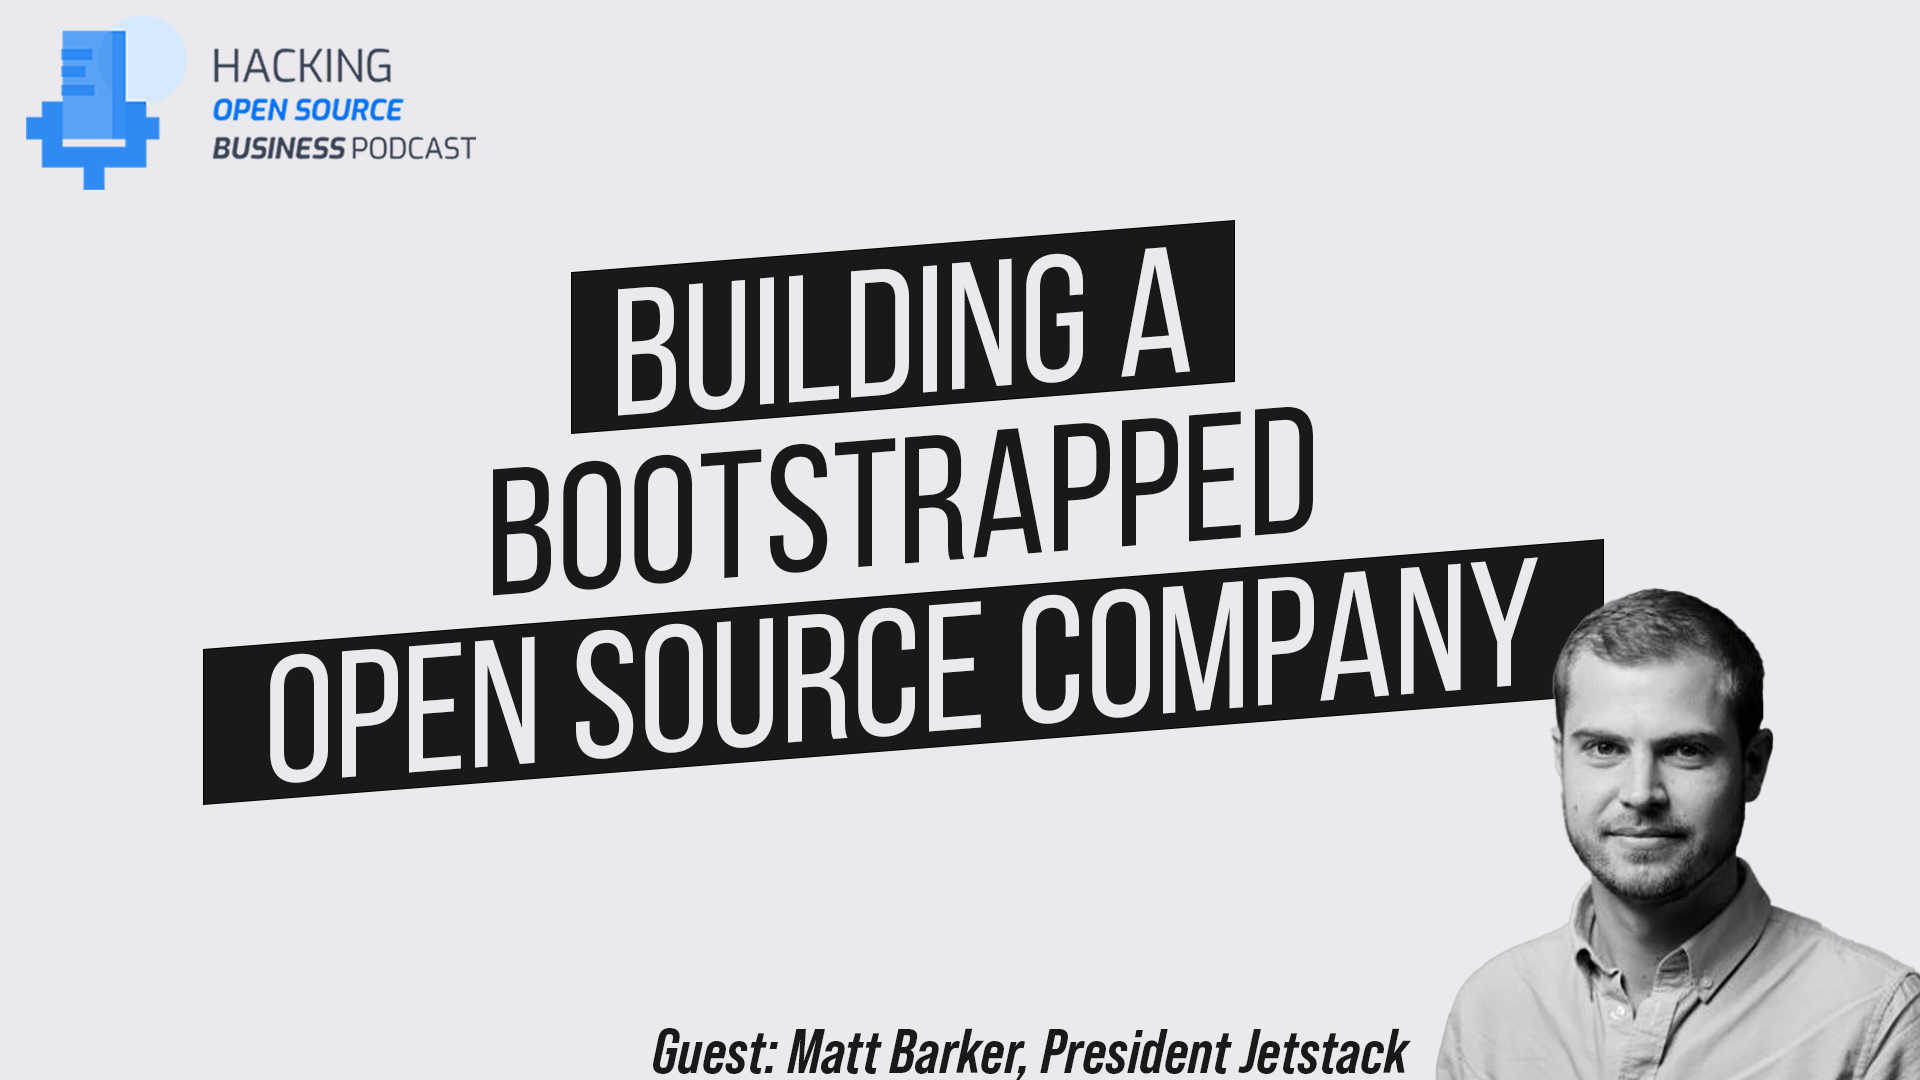 HACKING
OPEN SOURCE
BUSINESS PODCAST
BUILDING A
BOOTSTRAPPED
OPEN SOURCE COMPANY
Guest: Matt Barker, President Jetstack